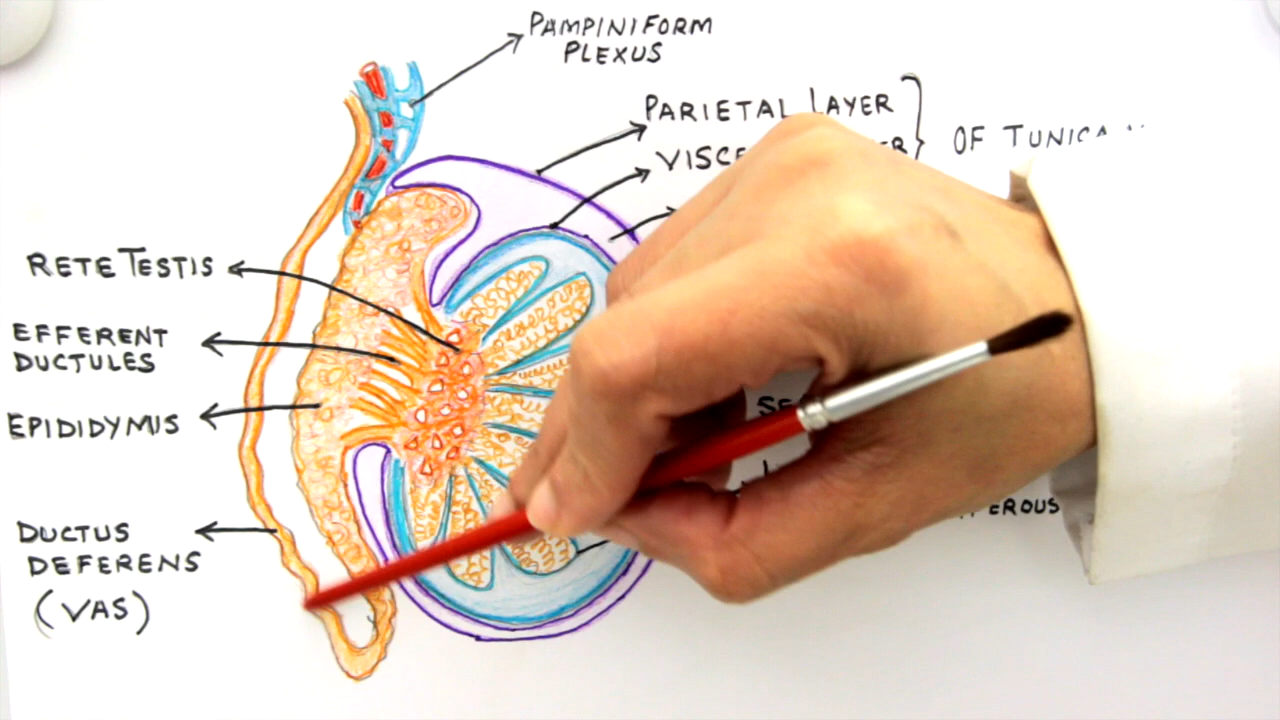 PAMPINIFORM
PLEXUS
PARIETAL LAYER
OF TUNICA
RETE TESTIS
EFFERENT
DUCTULES
EPIDIDYMIS
DUCTUS
DEFERENS
(VAS)